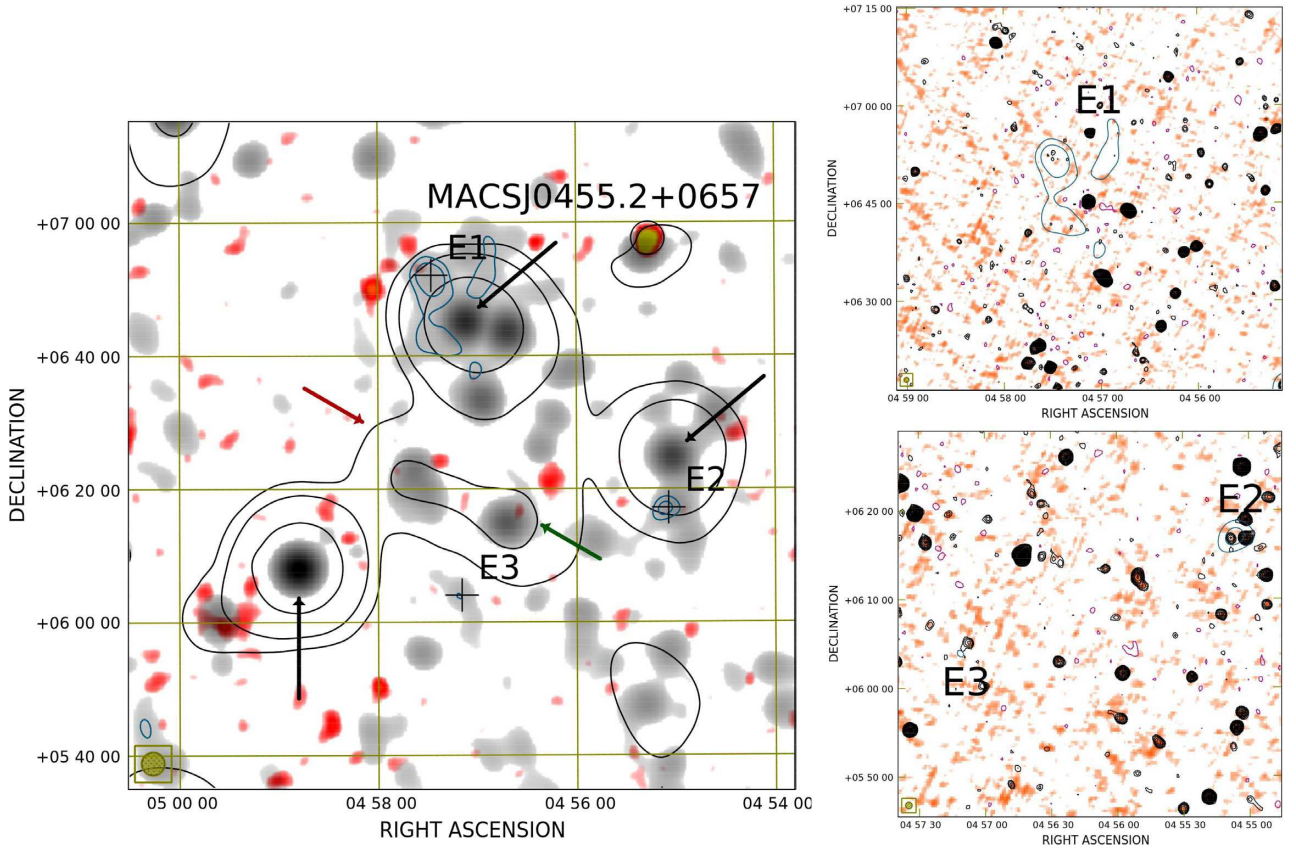 MACSJ0455.2+0657
E1
E2
E3
+07 00 00
+06 40 00
+06 20 00
+06 00 00
+05 40 00
DECLINATION
05 00 00
04 58 00
04 56 00
04 54 00
RIGHT ASCENSION
+07 15 00
+07 00 00
+06 45 00
+06 30 00
DECLINATION
E1
04 59 00
04 58 00
04 57 00
04 56 00
RIGHT ASCENSION
+06 20 00
+06 10 00
+06 00 00
+05 50 00
DECLINATION
E2
E3
04 57 30
04 57 00
04 56 30
04 56 00
04 55 30
04 55 00
RIGHT ASCENSION